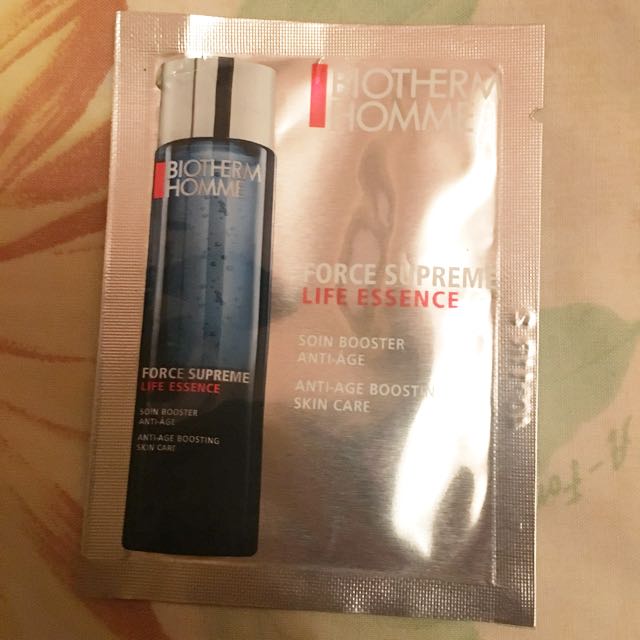 BIOTHERM
HOMME
FORCE SUPREME
LIFE ESSENCE
SOIN BOOSTER
ANTI-ÂGE
ANTI-AGE BOOSTING
SKIN CARE
BIOTHERM
HOMME
FORCE SUPREME
LIFE ESSENCE
SOIN BOOSTER
ANTI-ÂGE
ANTI-AGE BOOSTING
SKIN CARE